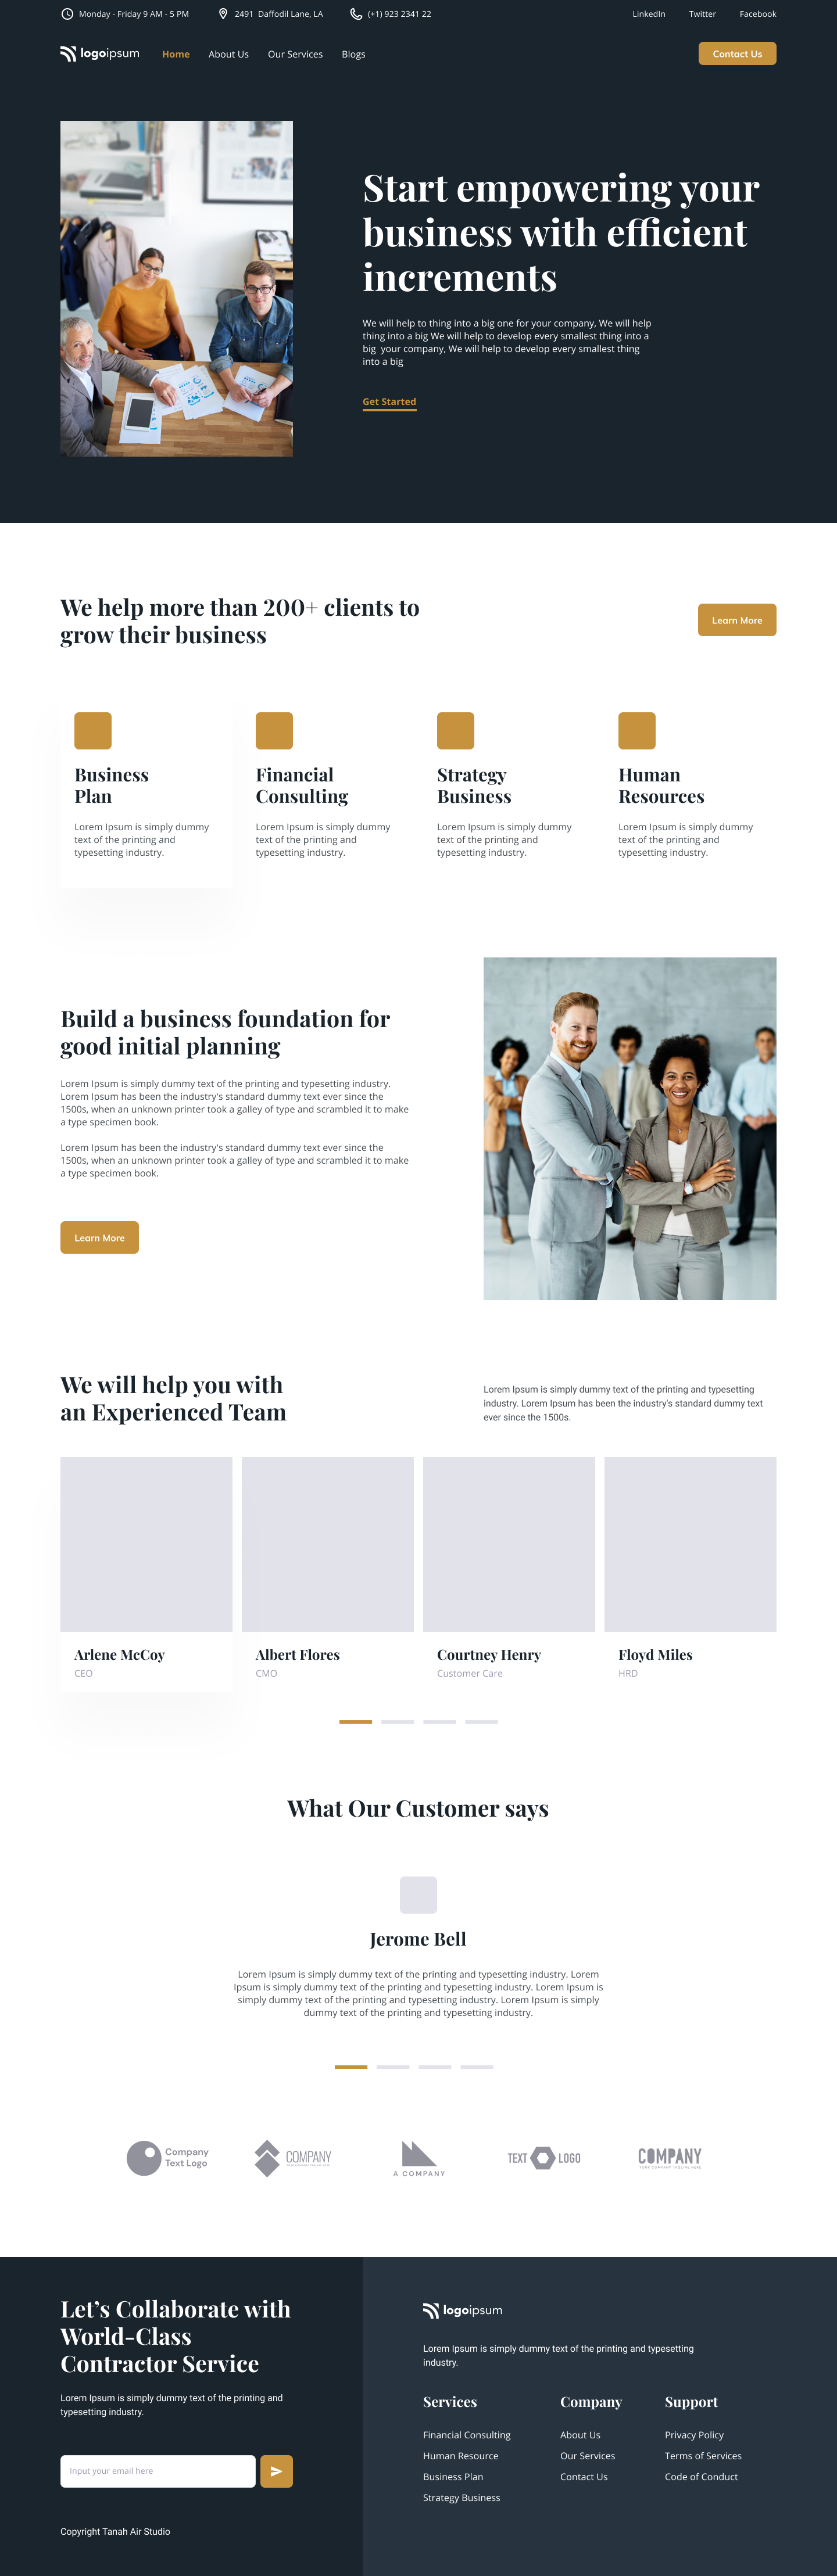 Monday - Friday 9 AM - 5 PM
2491 Daffodil Lane, LA
(+1) 923 2341 22
LinkedIn
Twitter
Facebook
logoipsum
Home
About Us
Our Services
Blogs
Contact Us
Start empowering your
business with efficient
increments
We will help to thing into a big one for your company, We will help
thing into a big We will help to develop every smallest thing into a
big your company, We will help to develop every smallest thing
into a big
Get Started
We help more than 200+ clients to
grow their business
Learn More
Business
Plan
Lorem Ipsum is simply dummy
text of the printing and
typesetting industry.
Financial
Consulting
Lorem Ipsum is simply dummy
text of the printing and
typesetting industry.
Strategy
Business
Lorem Ipsum is simply dummy
text of the printing and
typesetting industry.
Human
Resources
Lorem Ipsum is simply dummy
text of the printing and
typesetting industry.
Build a business foundation for
good initial planning
Lorem Ipsum is simply dummy text of the printing and typesetting industry.
Lorem Ipsum has been the industry's standard dummy text ever since the
1500s, when an unknown printer took a galley of type and scrambled it to make
a type specimen book.
Lorem Ipsum has been the industry's standard dummy text ever since the
1500s, when an unknown printer took a galley of type and scrambled it to make
a type specimen book.
Learn More
We will help you with
an Experienced Team
Lorem Ipsum is simply dummy text of the printing and typesetting
industry. Lorem Ipsum has been the industry's standard dummy text
ever since the 1500s.
Arlene McCoy
CEO
Albert Flores
CMO
Courtney Henry
Customer Care
Floyd Miles
HRD
What Our Customer says
Jerome Bell
Lorem Ipsum is simply dummy text of the printing and typesetting industry. Lorem
Ipsum is simply dummy text of the printing and typesetting industry. Lorem Ipsum is
simply dummy text of the printing and typesetting industry. Lorem Ipsum is simply
dummy text of the printing and typesetting industry.
Company
Text Logo
COMPANY
A COMPANY
TEXT LOGO
COMPANY
Let’s Collaborate with
World-Class
Contractor Service
Lorem Ipsum is simply dummy text of the printing and
typesetting industry.
Input your email here
Copyright Tanah Air Studio
logoipsum
Lorem Ipsum is simply dummy text of the printing and typesetting
industry.
Services
Financial Consulting
Human Resource
Business Plan
Strategy Business
Company
About Us
Our Services
Contact Us
Support
Privacy Policy
Terms of Services
Code of Conduct